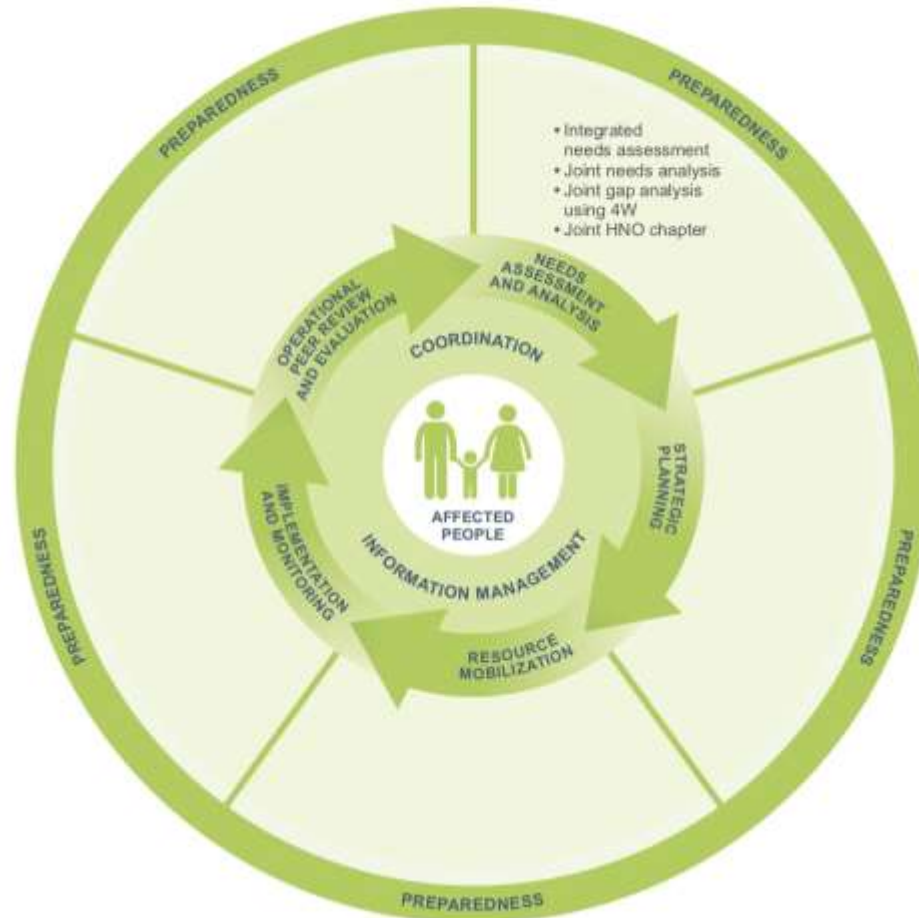 PREPAREDNESS
PREPAREDNESS
• Integrated
needs assessment
• Joint needs analysis
• Joint gap analysis
using 4W
• Joint HNO chapter
NEEDS
ASSESSMENT
AND ANALYSIS
OPERATIONAL
PEER REVIEW
AND EVALUATION
COORDINATION
STRATEGIC
PLANNING
AFFECTED
PEOPLE
INFORMATION MANAGEMENT
IMPLEMENTATION
AND MONITORING
RESOURCE
MOBILIZATION
PREPAREDNESS
PREPAREDNESS
PREPAREDNESS